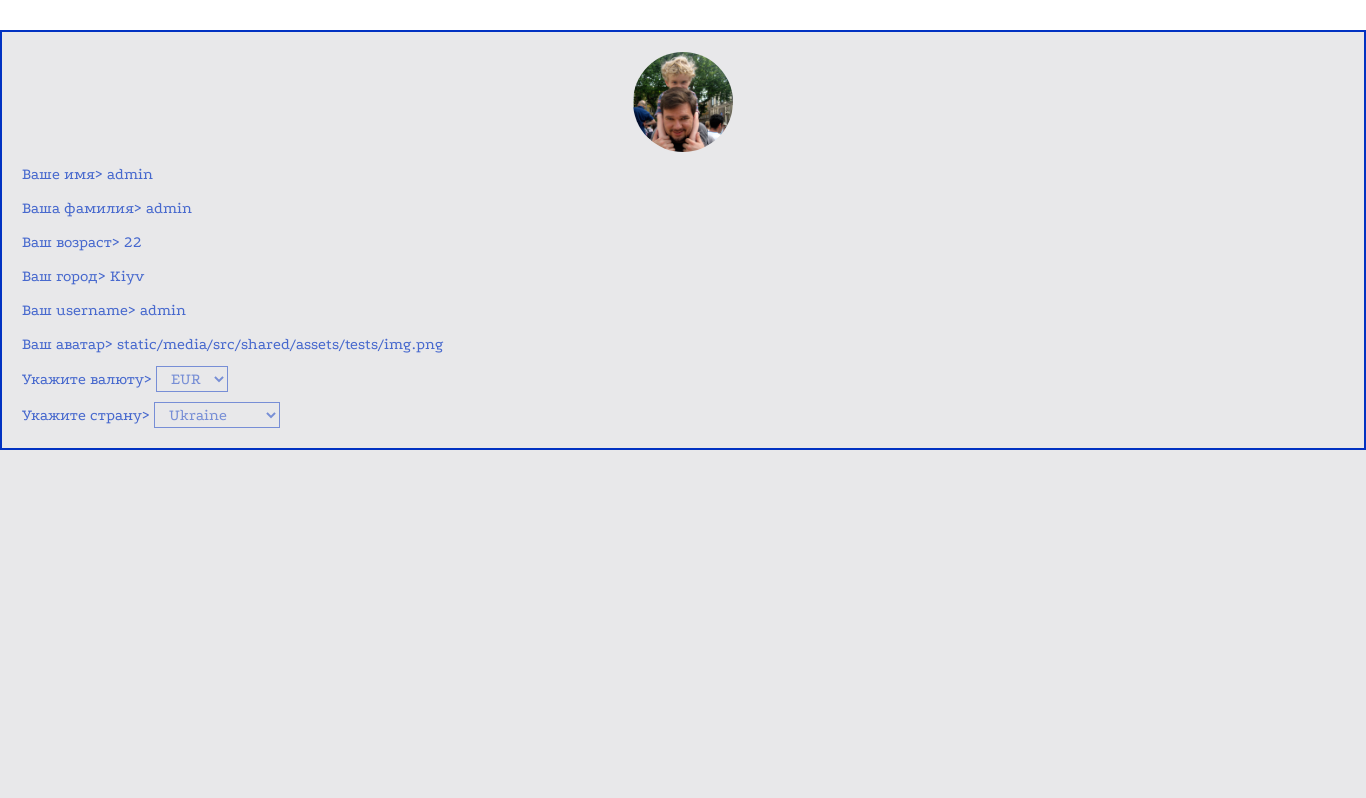 Ваше имя> admin
Ваша фамилия> admin
Ваш возраст> 22
Ваш город> Kiyv
Ваш username> admin
Ваш аватар> static/media/src/shared/assets/tests/img.png
Укажите валюту> EUR
Укажите страну> Ukraine